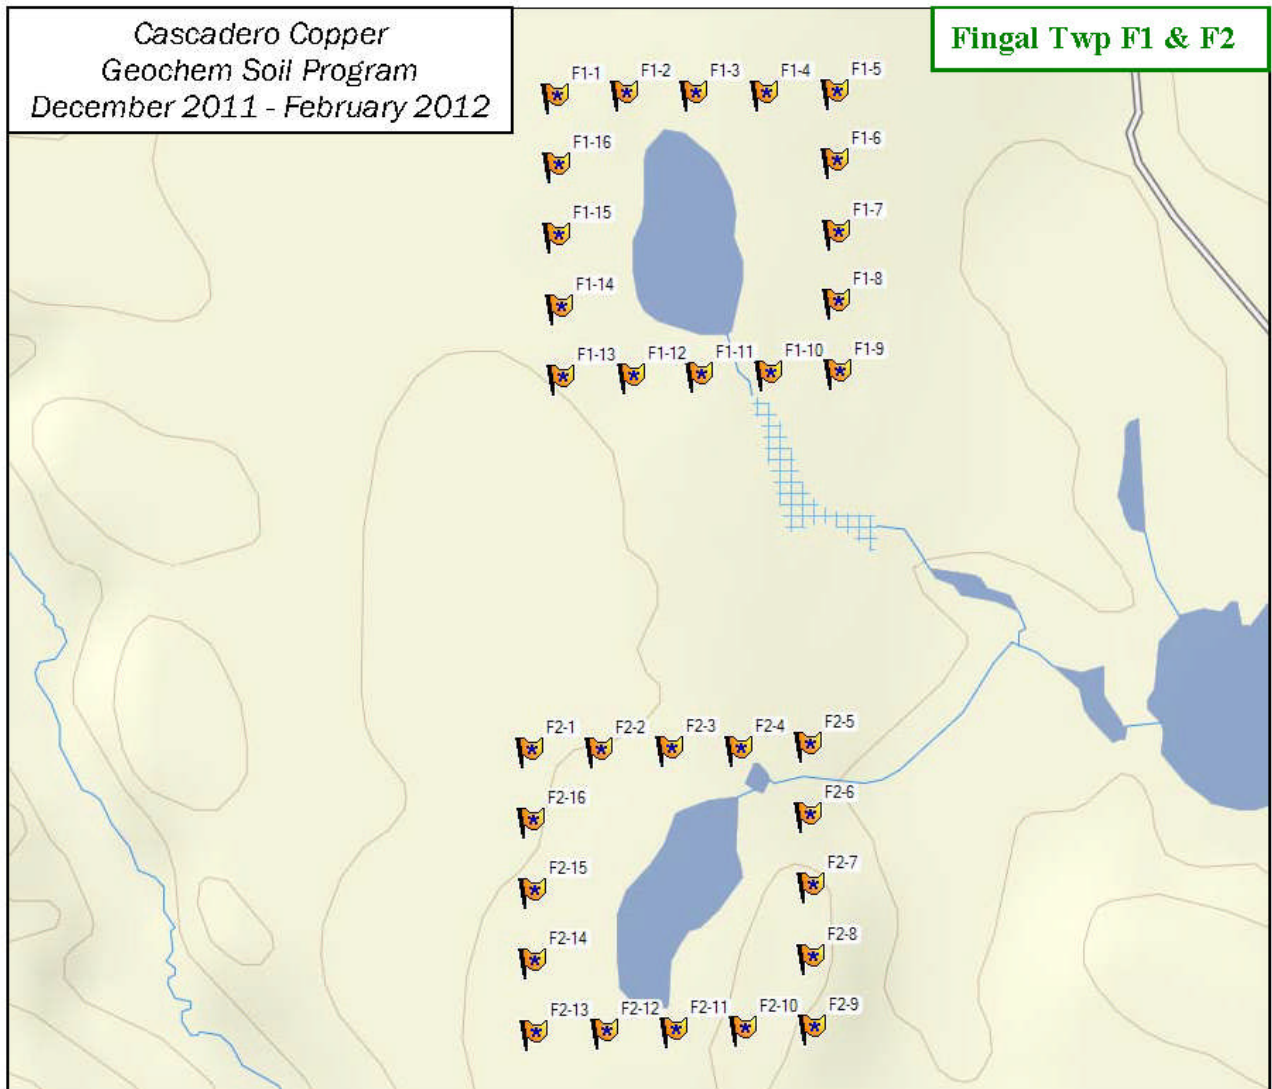 Cascadero Copper
Geochem Soil Program
December 2011 - February 2012
Fingal Twp F1 & F2
F1-1
F1-2
F1-3
F1-4
F1-5
F1-16
F1-6
F1-15
F1-7
F1-14
F1-8
F1-13
F1-12
F1-11
F1-10
F1-9
F2-1
F2-2
F2-3
F2-4
F2-5
F2-16
F2-6
F2-15
F2-7
F2-14
F2-8
F2-13
F2-12
F2-11
F2-10
F2-9